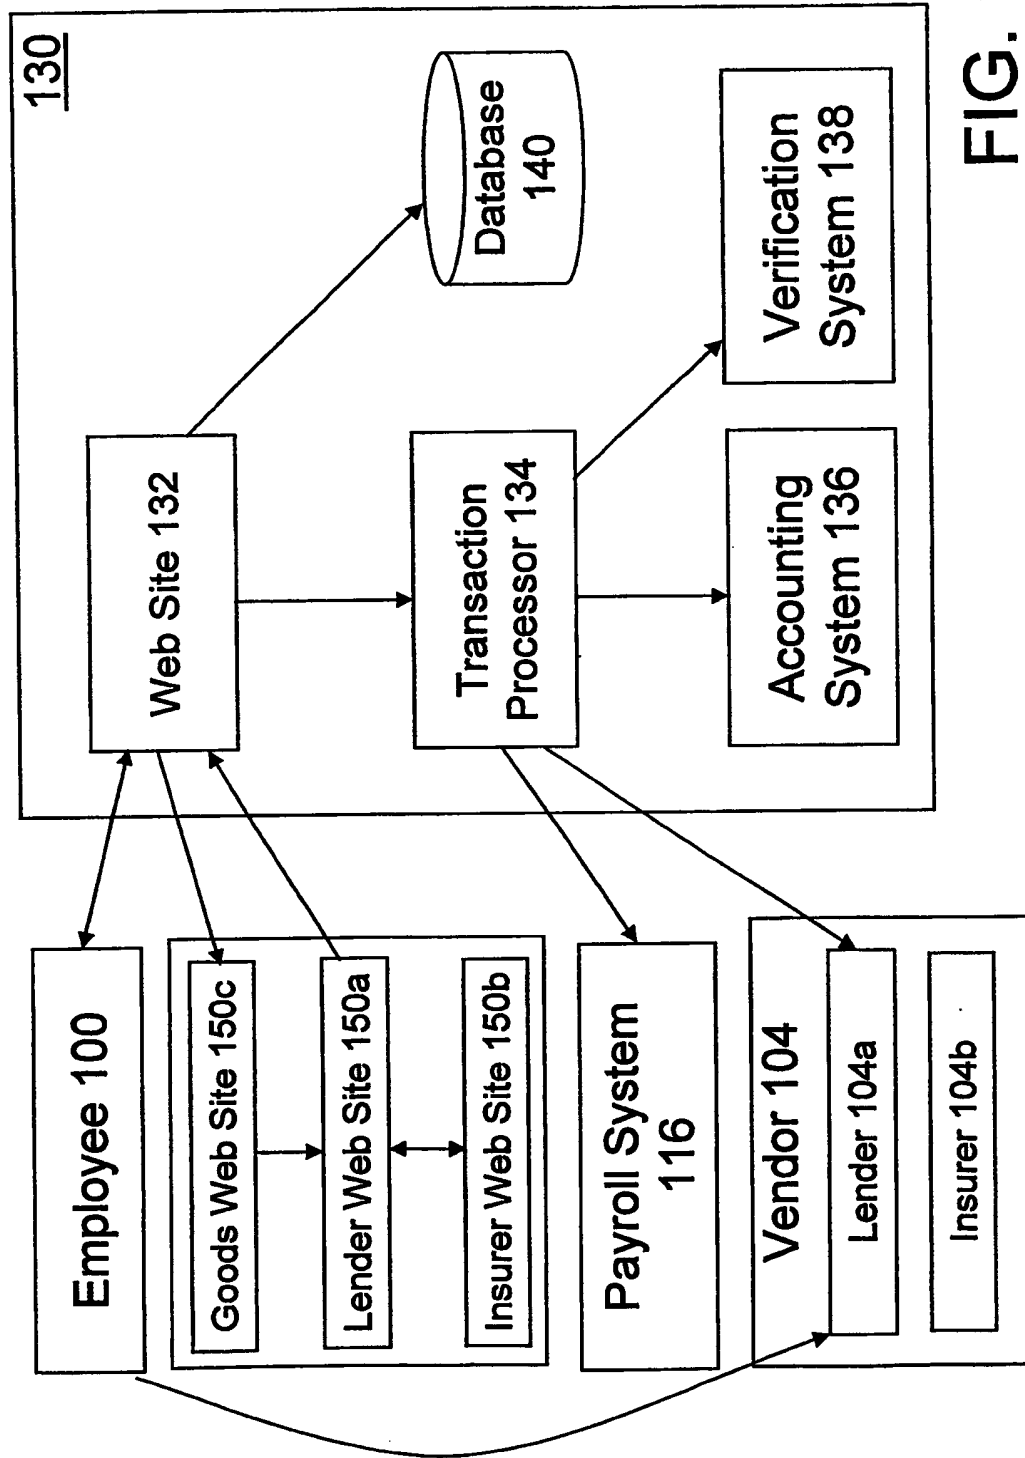 Employee 100
Goods Web Site 150c
Lender Web Site 150a
Insurer Web Site 150b
Payroll System
116
Vendor 104
Lender 104a
Insurer 104b
130
Web Site 132
Database
140
Transaction
Processor 134
Accounting
System 136
Verification
System 138
FIG.